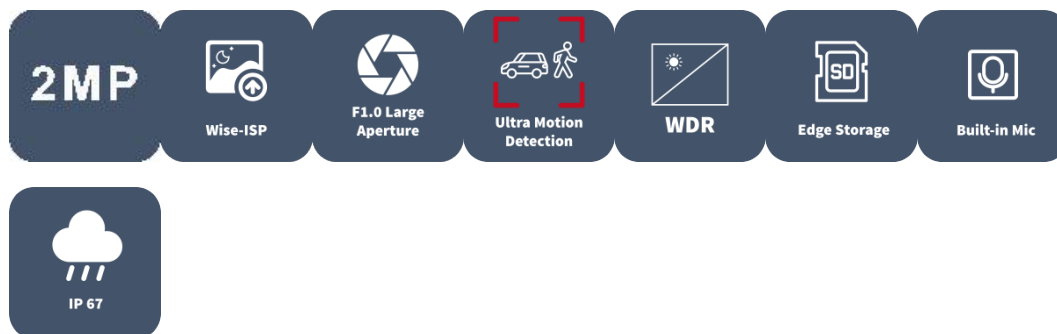 2MP
Wise-ISP
F1.0 Large
Aperture
Ultra Motion
Detection
WDR
SD
Edge Storage
Built-in Mic
IP 67